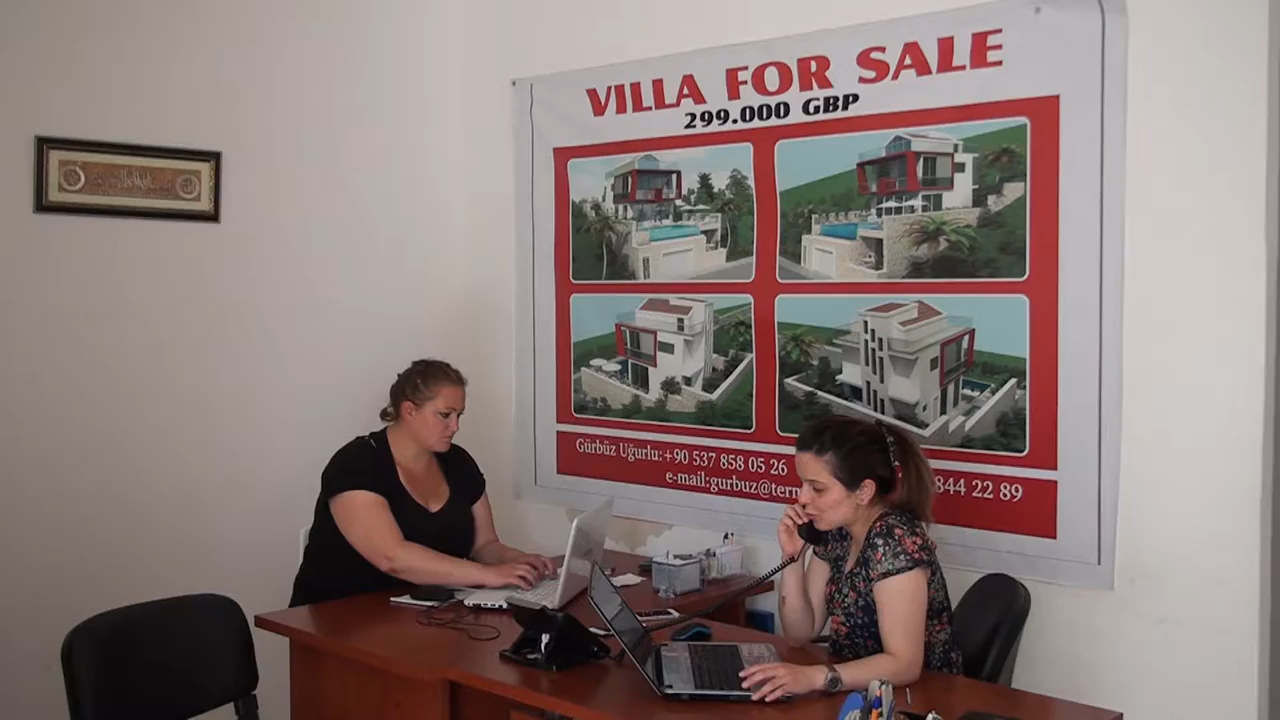 VILLA FOR SALE
299.000 GBP
Gürbüz Uğurlu:+90 537 858 05 26
e-mail:gurbuz@tern
844 22 89